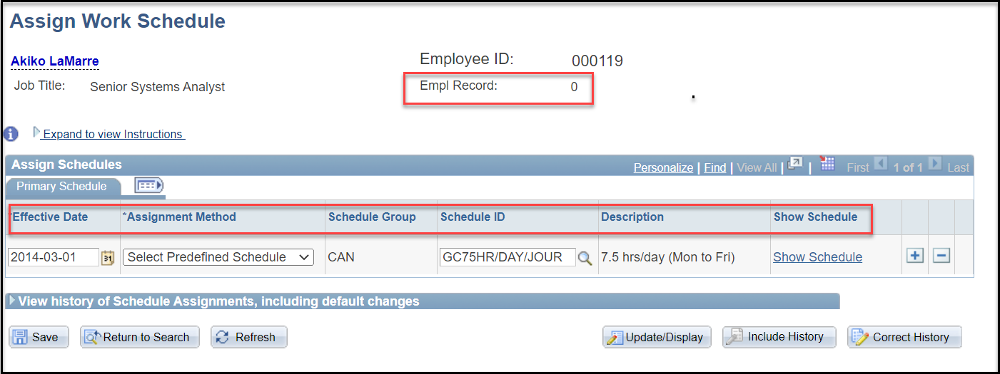 Assign Work Schedule
Akiko LaMarre
Employee ID: 000119
Job Title: Senior Systems Analyst
Empl Record: 0
Expand to view Instructions
Assign Schedules
Personalize | Find | View All | | First 1 of 1 Last
Primary Schedule
*Effective Date *Assignment Method Schedule Group Schedule ID Description Show Schedule
2014-03-01 31 Select Predefined Schedule CAN GC75HR/DAY/JOUR 7.5 hrs/day (Mon to Fri) Show Schedule
View history of Schedule Assignments, including default changes
Save Return to Search Refresh Update/Display Include History Correct History